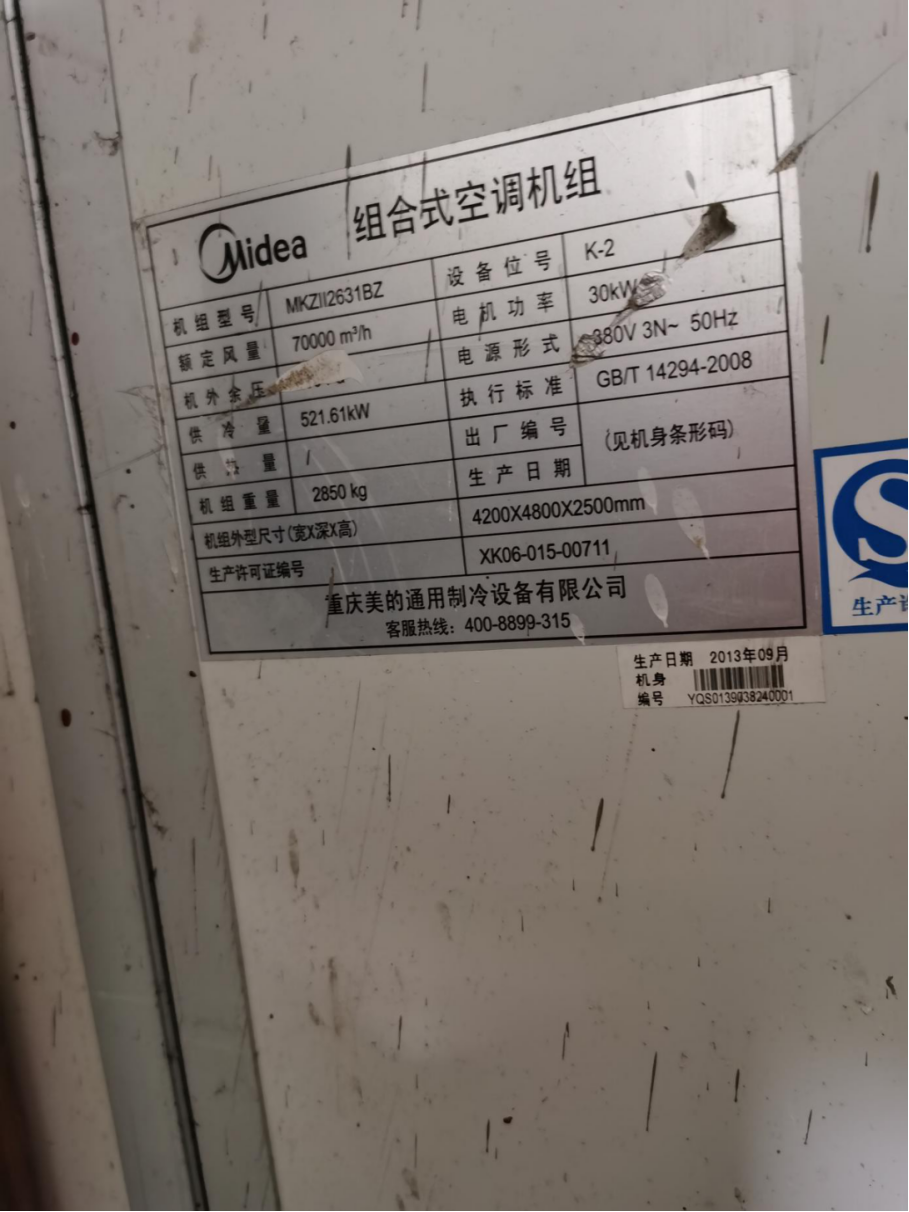 Midea 组合式空调机组
机组型号 MKZII2631BZ 设备位号 K-2
额定风量 70000 m³/h 电机功率 30kW
机外余压 电源形式 380V 3N~ 50Hz
供冷量 521.61kW 执行标准 GB/T 14294-2008
供热量 / 出厂编号 (见机身条形码)
机组重量 2850 kg 生产日期
机组外型尺寸(宽X深X高) 4200X4800X2500mm
生产许可证编号 XK06-015-00711
重庆美的通用制冷设备有限公司
客服热线：400-8899-315
生产日期 2013年09月
机身
编号 YQS0139038240001
生产许